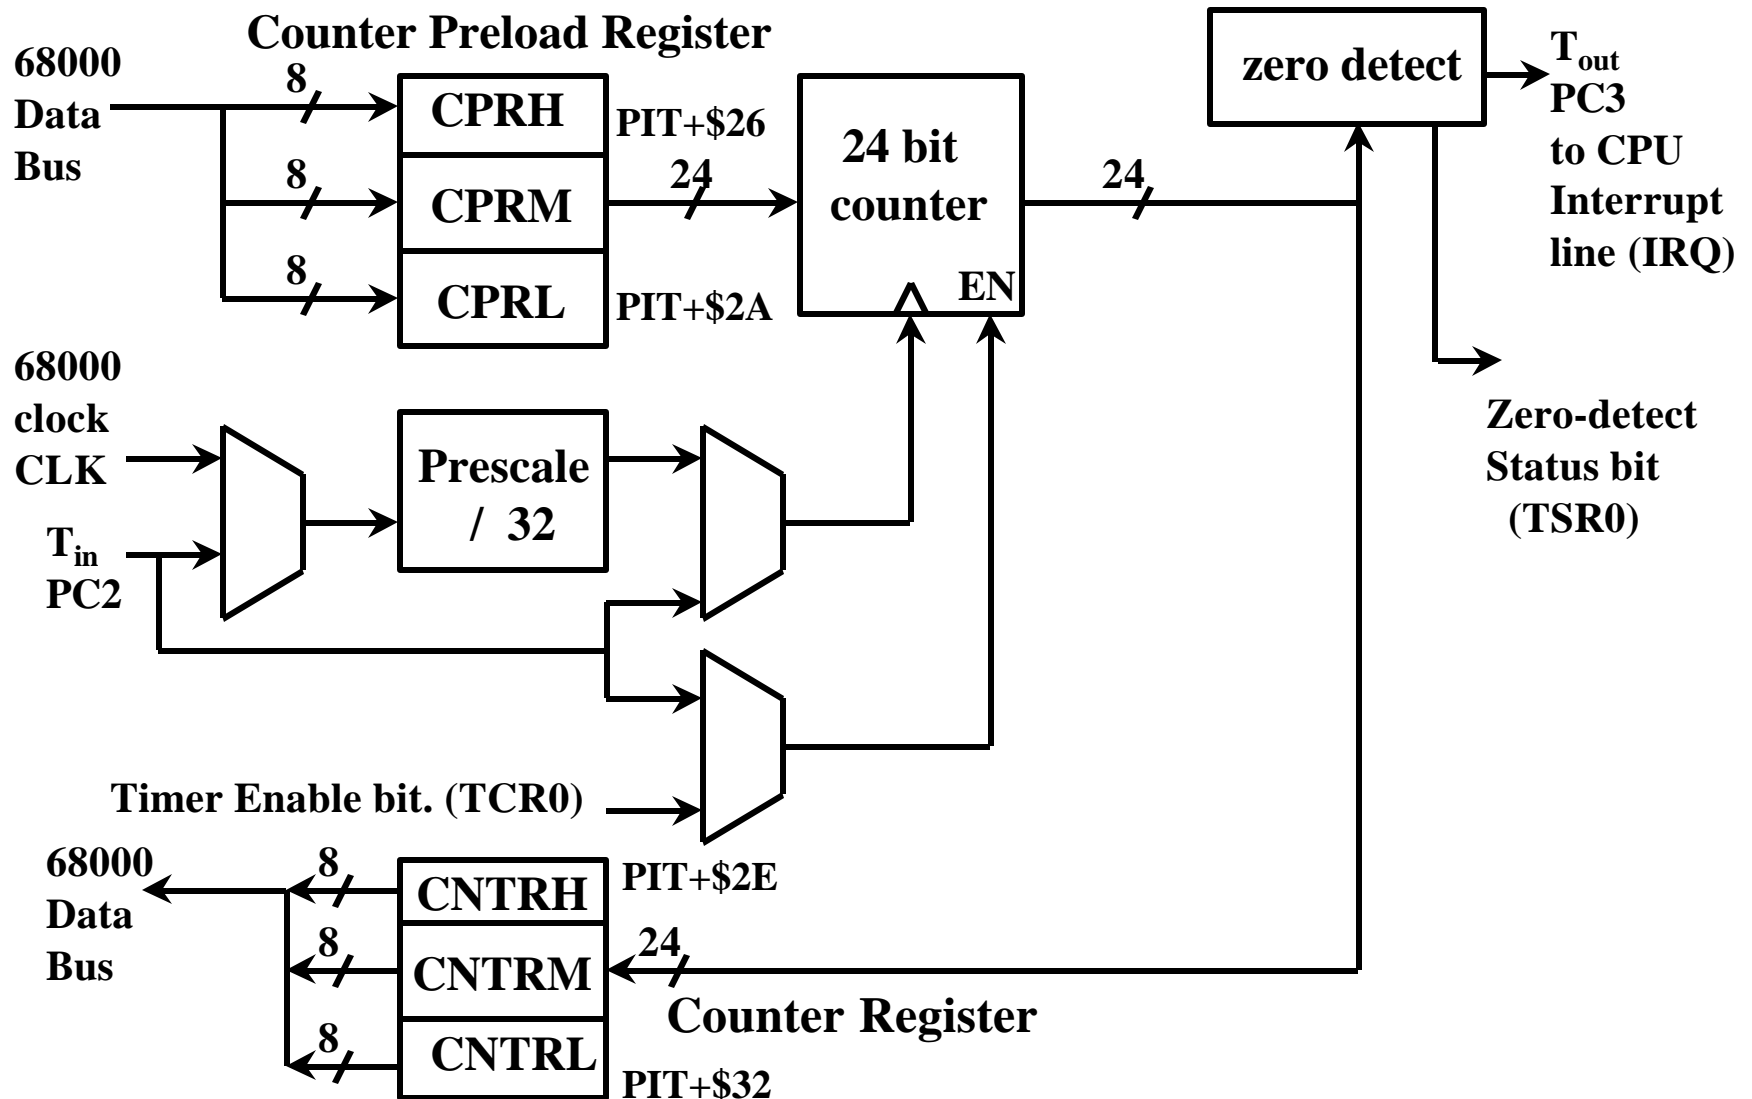 Counter Preload Register
68000
Data
Bus
8
CPRH
PIT+$26
8
CPRM
24
8
CPRL
PIT+$2A
24 bit
counter
EN
24
zero detect
Tout
PC3
to CPU
Interrupt
line (IRQ)
Zero-detect
Status bit
(TSR0)
68000
clock
CLK
Tin
PC2
Prescale
/ 32
Timer Enable bit. (TCR0)
68000
Data
Bus
8
CNTRH
PIT+$2E
8
CNTRM
24
Counter Register
8
CNTRL
PIT+$32